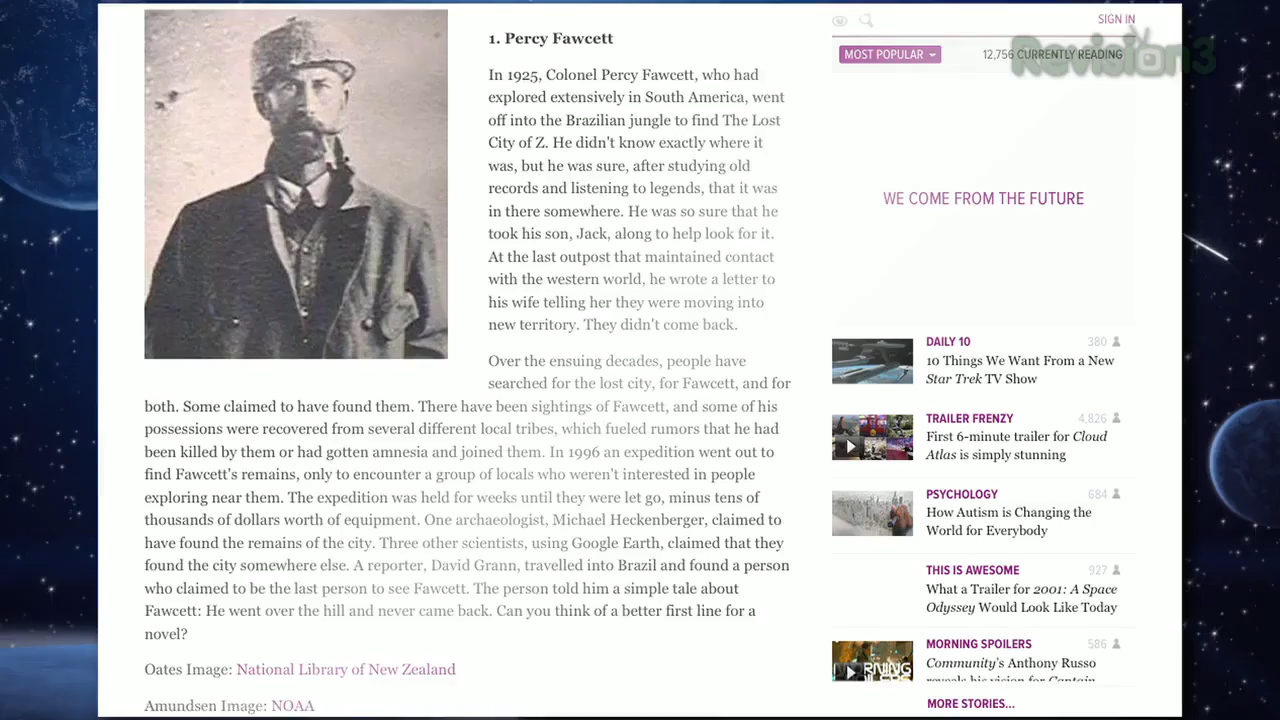 1. Percy Fawcett
In 1925, Colonel Percy Fawcett, who had
explored extensively in South America, went
off into the Brazilian jungle to find The Lost
City of Z. He didn't know exactly where it
was, but he was sure, after studying old
records and listening to legends, that it was
in there somewhere. He was so sure that he
took his son, Jack, along to help look for it.
At the last outpost that maintained contact
with the western world, he wrote a letter to
his wife telling her they were moving into
new territory. They didn't come back.
Over the ensuing decades, people have
searched for the lost city, for Fawcett, and for
both. Some claimed to have found them. There have been sightings of Fawcett, and some of his
possessions were recovered from several different local tribes, which fueled rumors that he had
been killed by them or had gotten amnesia and joined them. In 1996 an expedition went out to
find Fawcett's remains, only to encounter a group of locals who weren't interested in people
exploring near them. The expedition was held for weeks until they were let go, minus tens of
thousands of dollars worth of equipment. One archaeologist, Michael Heckenberger, claimed to
have found the remains of the city. Three other scientists, using Google Earth, claimed that they
found the city somewhere else. A reporter, David Grann, travelled into Brazil and found a person
who claimed to be the last person to see Fawcett. The person told him a simple tale about
Fawcett: He went over the hill and never came back. Can you think of a better first line for a
novel?
Oates Image: National Library of New Zealand
Amundsen Image: NOAA
SIGN IN
Revision3
MOST POPULAR
12,756 CURRENTLY READING
WE COME FROM THE FUTURE
DAILY 10 380
10 Things We Want From a New
Star Trek TV Show
TRAILER FRENZY 4,826
First 6-minute trailer for Cloud
Atlas is simply stunning
PSYCHOLOGY 684
How Autism is Changing the
World for Everybody
THIS IS AWESOME 927
What a Trailer for 2001: A Space
Odyssey Would Look Like Today
MORNING SPOILERS 586
Community's Anthony Russo
reveals his vision for Captain
MORE STORIES...